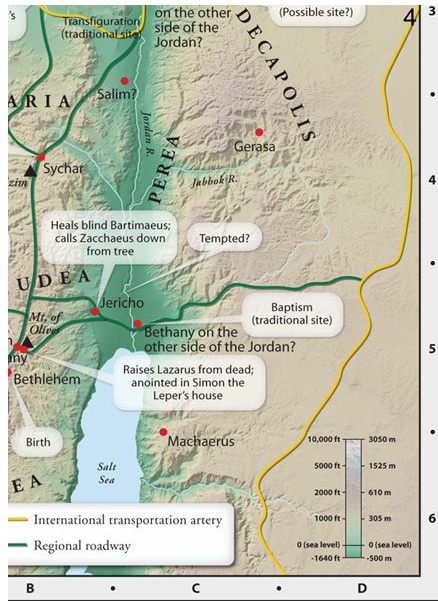 's
Transfiguration
(traditional site)
on the other
side of the
Jordan?
(Possible site?)
4
3
DECAPOLIS
Salim?
ARIA
Jordan R.
PEREA
Gerasa
Sychar
zim
Jabbok R.
4
Heals blind Bartimaeus;
calls Zacchaeus down
from tree
Tempted?
UDEA
Jericho
Mt. of
Olives
Baptism
(traditional site)
Bethany on the
other side of the Jordan?
5
n
any
Raises Lazarus from dead;
anointed in Simon the
Leper's house
Bethlehem
Birth
Machaerus
Salt
Sea
EA
10,000 ft 3050 m
5000 ft 1525 m
2000 ft 610 m
1000 ft 305 m
0 (sea level) 0 (sea level)
-1640 ft -500 m
6
International transportation artery
Regional roadway
B • C • D